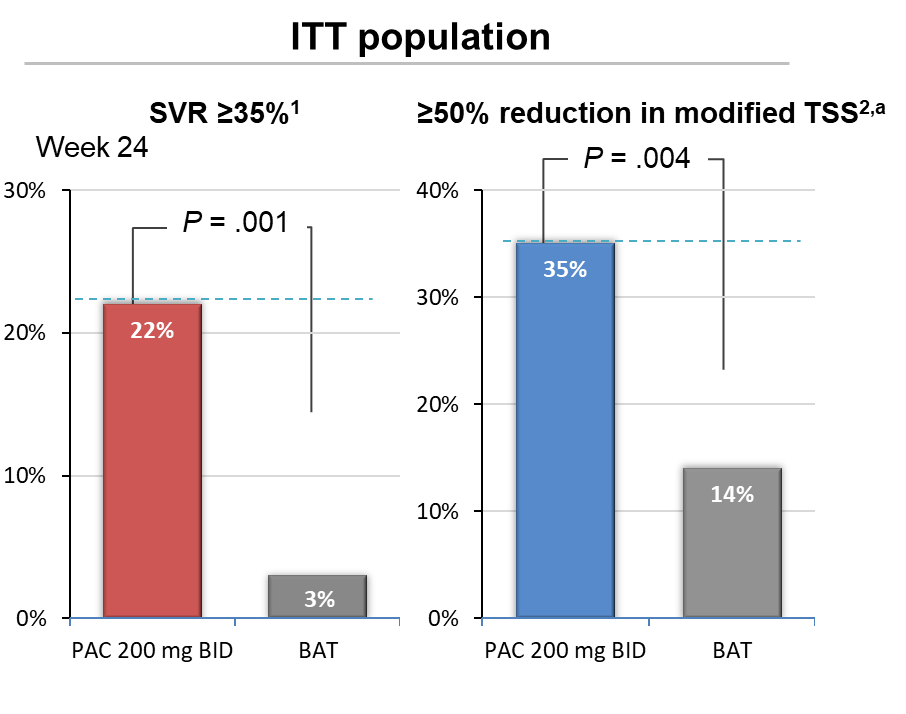 ITT population
SVR ≥35%¹
Week 24
30%
20%
10%
0%
P = .001
22%
3%
PAC 200 mg BID
BAT
≥50% reduction in modified TSS²,ᵃ
40%
30%
20%
10%
0%
P = .004
35%
14%
PAC 200 mg BID
BAT